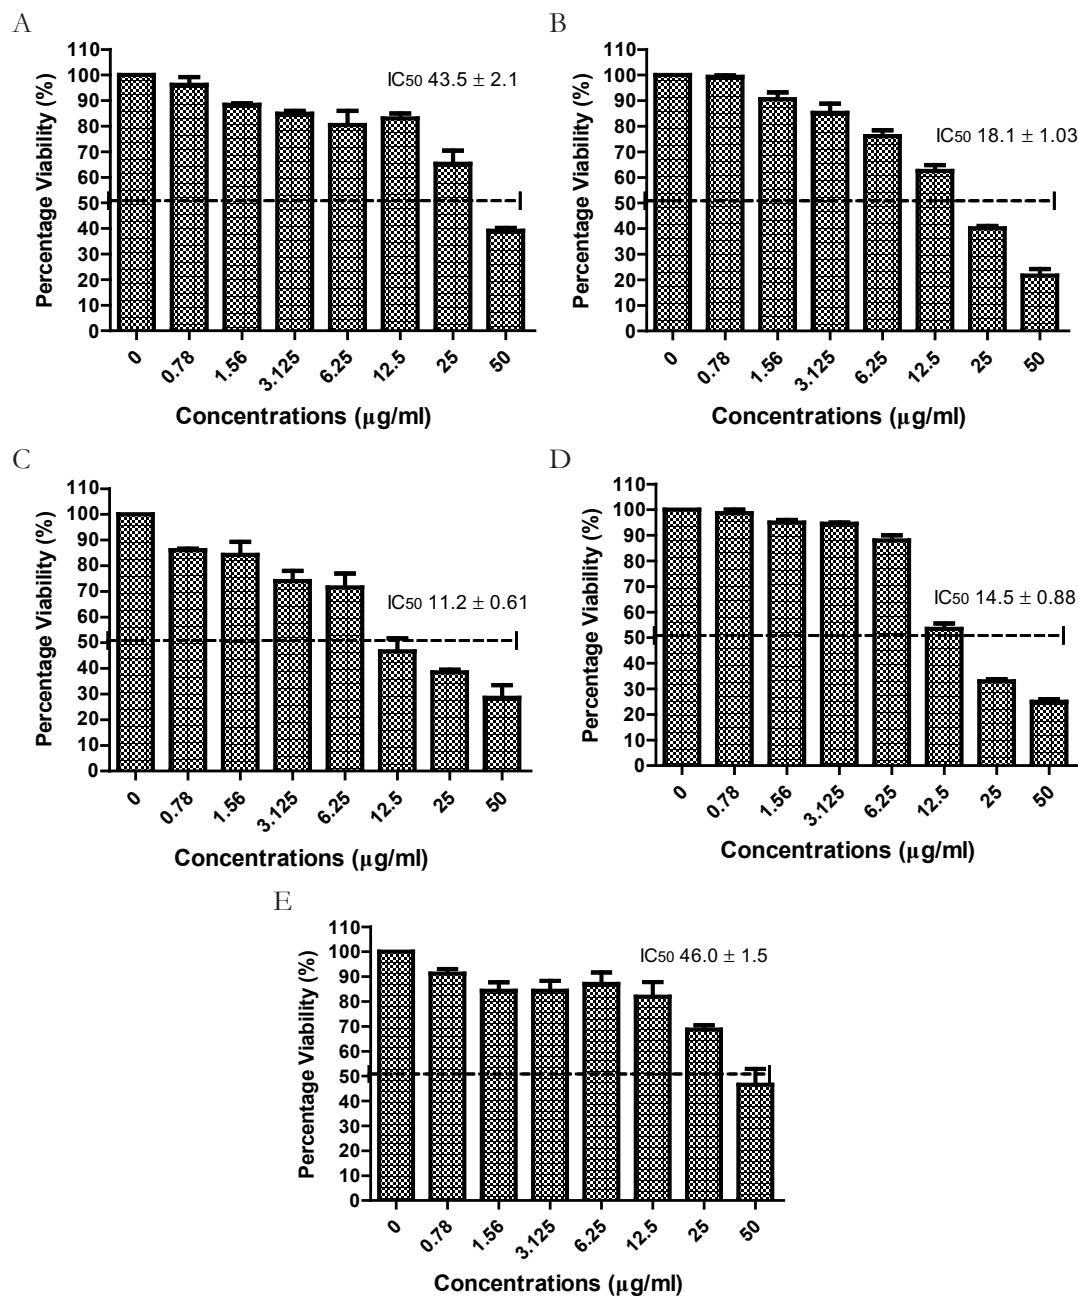 A
Percentage Viability (%)
110
100
90
80
70
60
50
40
30
20
10
0
IC50 43.5 ± 2.1
0 0.78 1.56 3.125 6.25 12.5 25 50
Concentrations (μg/ml)
B
Percentage Viability (%)
110
100
90
80
70
60
50
40
30
20
10
0
IC50 18.1 ± 1.03
0 0.78 1.56 3.125 6.25 12.5 25 50
Concentrations (μg/ml)
C
Percentage Viability (%)
110
100
90
80
70
60
50
40
30
20
10
0
IC50 11.2 ± 0.61
0 0.78 1.56 3.125 6.25 12.5 25 50
Concentrations (μg/ml)
D
Percentage Viability (%)
110
100
90
80
70
60
50
40
30
20
10
0
IC50 14.5 ± 0.88
0 0.78 1.56 3.125 6.25 12.5 25 50
Concentrations (μg/ml)
E
Percentage Viability (%)
110
100
90
80
70
60
50
40
30
20
10
0
IC50 46.0 ± 1.5
0 0.78 1.56 3.125 6.25 12.5 25 50
Concentrations (μg/ml)